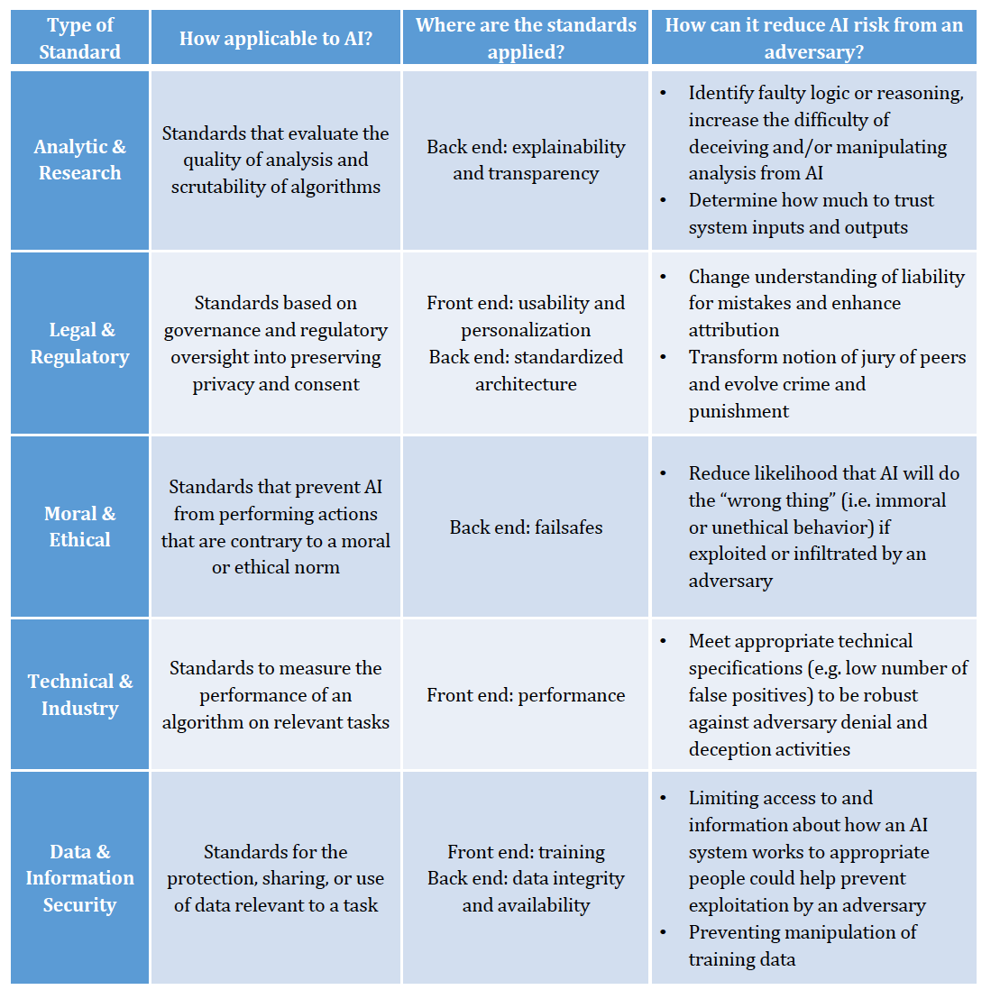 Type of
Standard
How applicable to AI?
Where are the standards
applied?
How can it reduce AI risk from an
adversary?
Analytic &
Research
Standards that evaluate the
quality of analysis and
scrutability of algorithms
Back end: explainability
and transparency
• Identify faulty logic or reasoning,
increase the difficulty of
deceiving and/or manipulating
analysis from AI
• Determine how much to trust
system inputs and outputs
Legal &
Regulatory
Standards based on
governance and regulatory
oversight into preserving
privacy and consent
Front end: usability and
personalization
Back end: standardized
architecture
• Change understanding of liability
for mistakes and enhance
attribution
• Transform notion of jury of peers
and evolve crime and
punishment
Moral &
Ethical
Standards that prevent AI
from performing actions
that are contrary to a moral
or ethical norm
Back end: failsafes
• Reduce likelihood that AI will do
the “wrong thing” (i.e. immoral
or unethical behavior) if
exploited or infiltrated by an
adversary
Technical &
Industry
Standards to measure the
performance of an
algorithm on relevant tasks
Front end: performance
• Meet appropriate technical
specifications (e.g. low number of
false positives) to be robust
against adversary denial and
deception activities
Data &
Information
Security
Standards for the
protection, sharing, or use
of data relevant to a task
Front end: training
Back end: data integrity
and availability
• Limiting access to and
information about how an AI
system works to appropriate
people could help prevent
exploitation by an adversary
• Preventing manipulation of
training data